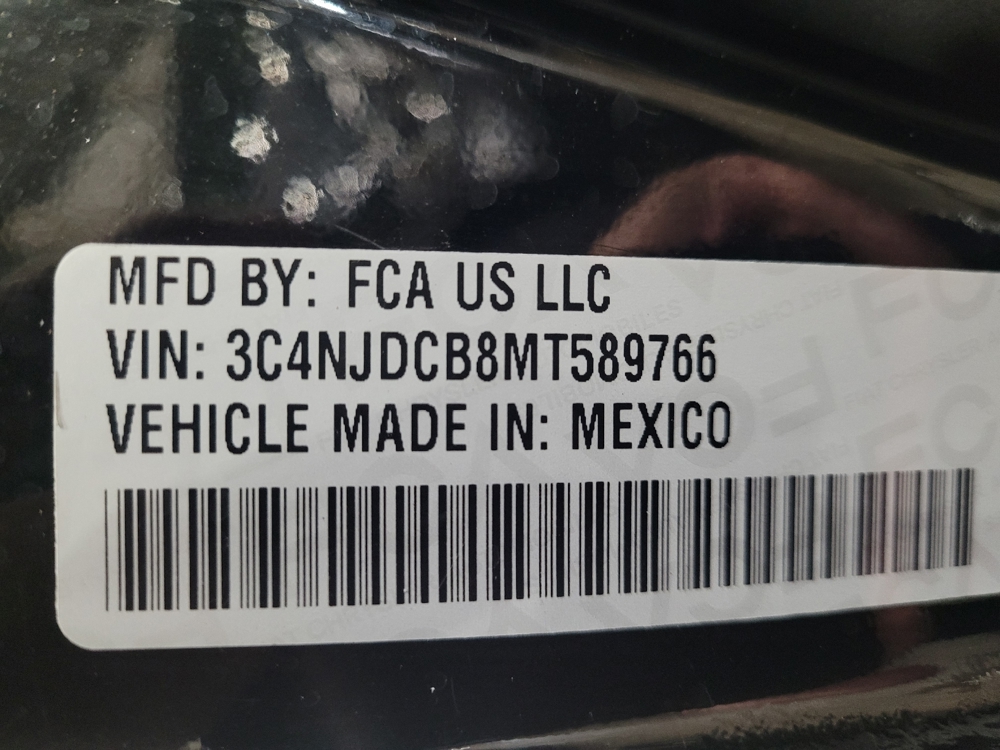 MFD BY: FCA US LLC
VIN: 3C4NJDCB8MT589766
VEHICLE MADE IN: MEXICO